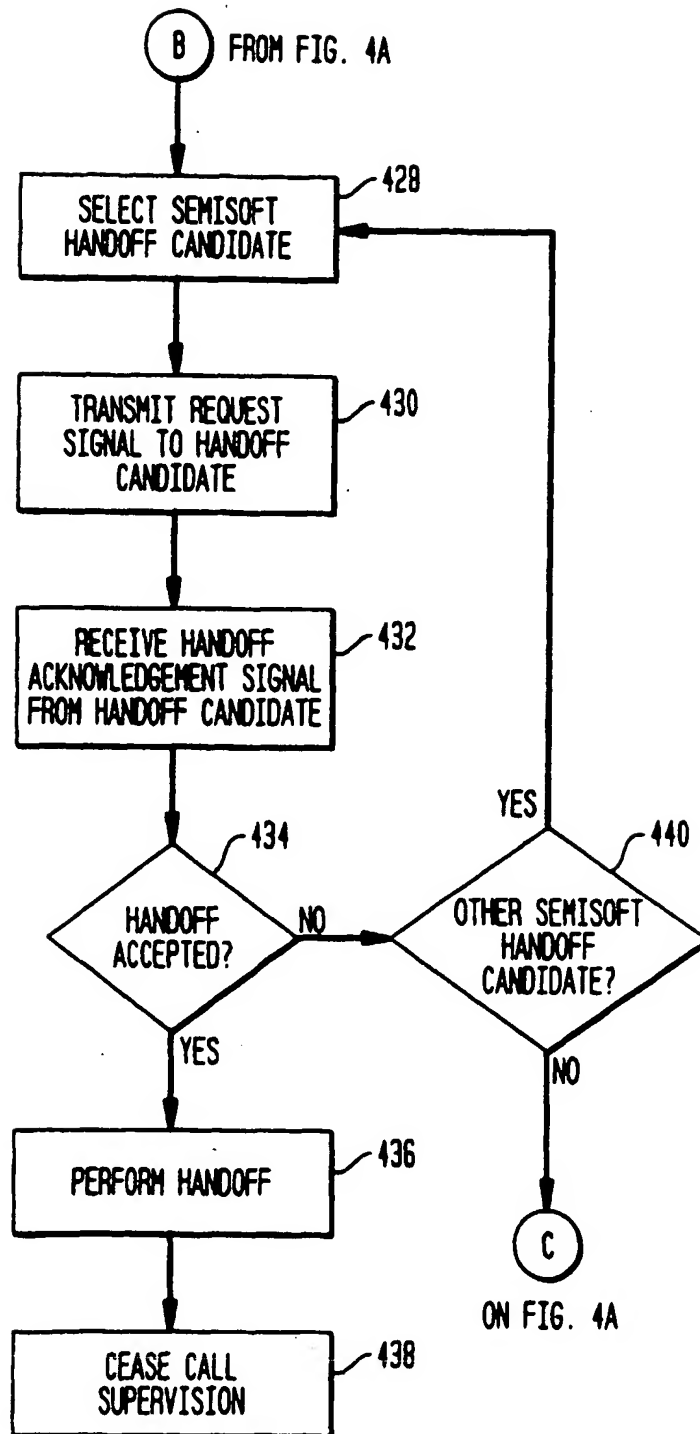 B FROM FIG. 4A
428
SELECT SEMISOFT
HANDOFF CANDIDATE
430
TRANSMIT REQUEST
SIGNAL TO HANDOFF
CANDIDATE
432
RECEIVE HANDOFF
ACKNOWLEDGEMENT SIGNAL
FROM HANDOFF CANDIDATE
434
HANDOFF
ACCEPTED?
NO
YES
YES
440
OTHER SEMISOFT
HANDOFF
CANDIDATE?
NO
C
ON FIG. 4A
436
PERFORM HANDOFF
438
CEASE CALL
SUPERVISION